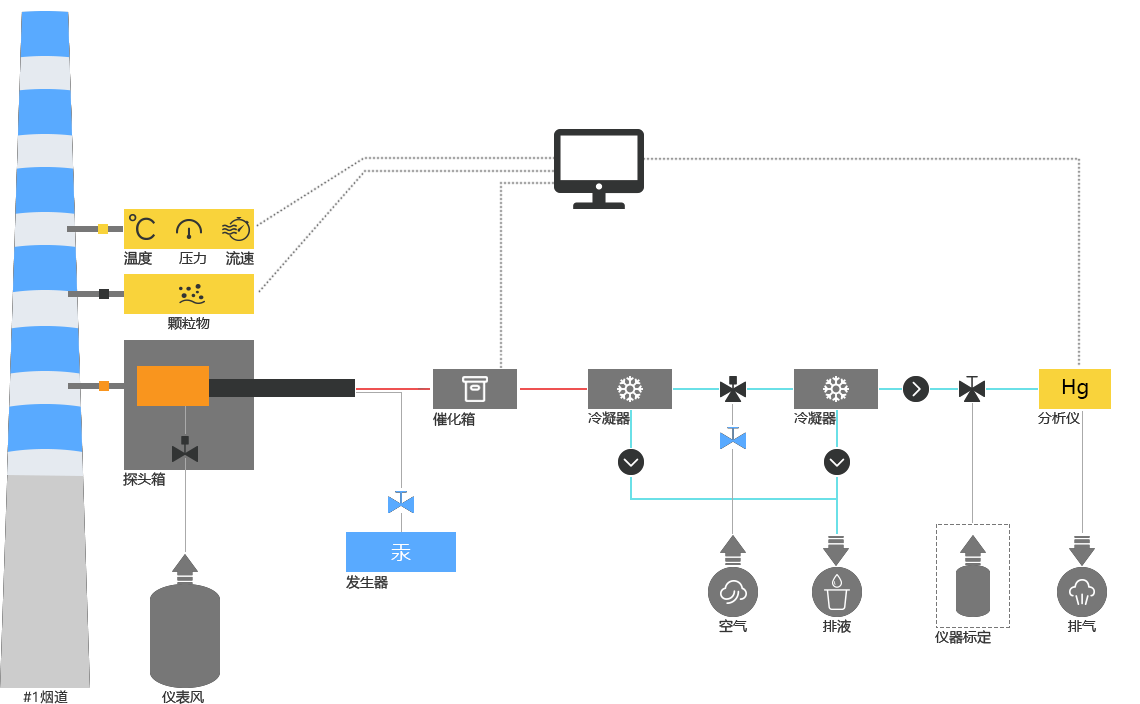 ℃
温度
压力
流速
颗粒物
探头箱
催化箱
冷凝器
冷凝器
Hg
分析仪
汞
发生器
空气
排液
仪器标定
排气
#1烟道
仪表风